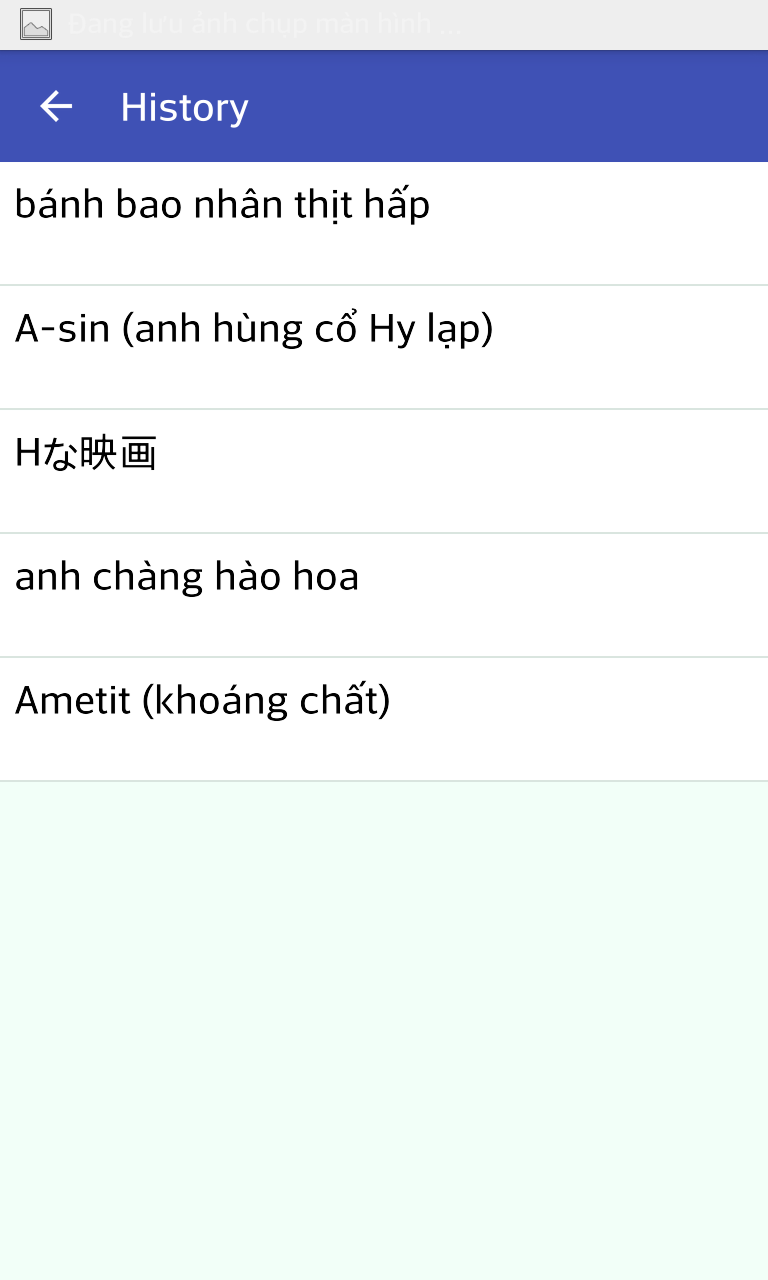 Đang lưu ảnh chụp màn hình ...
History
bánh bao nhân thịt hấp
A-sin (anh hùng cổ Hy lạp)
Hな映画
anh chàng hào hoa
Ametit (khoáng chất)